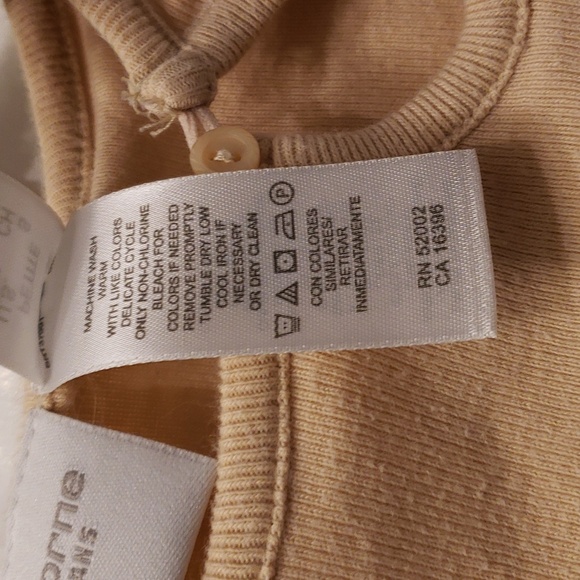 MACHINE WASH
WARM
WITH LIKE COLORS
DELICATE CYCLE
ONLY NON-CHLORINE
BLEACH FOR
COLORS IF NEEDED
REMOVE PROMPTLY
TUMBLE DRY LOW
COOL IRON IF
NECESSARY
OR DRY CLEAN
P
CON COLORES
SIMILARES/
RETIRAR
INMEDIATAMENTE
RN 52002
CA 16396
orne